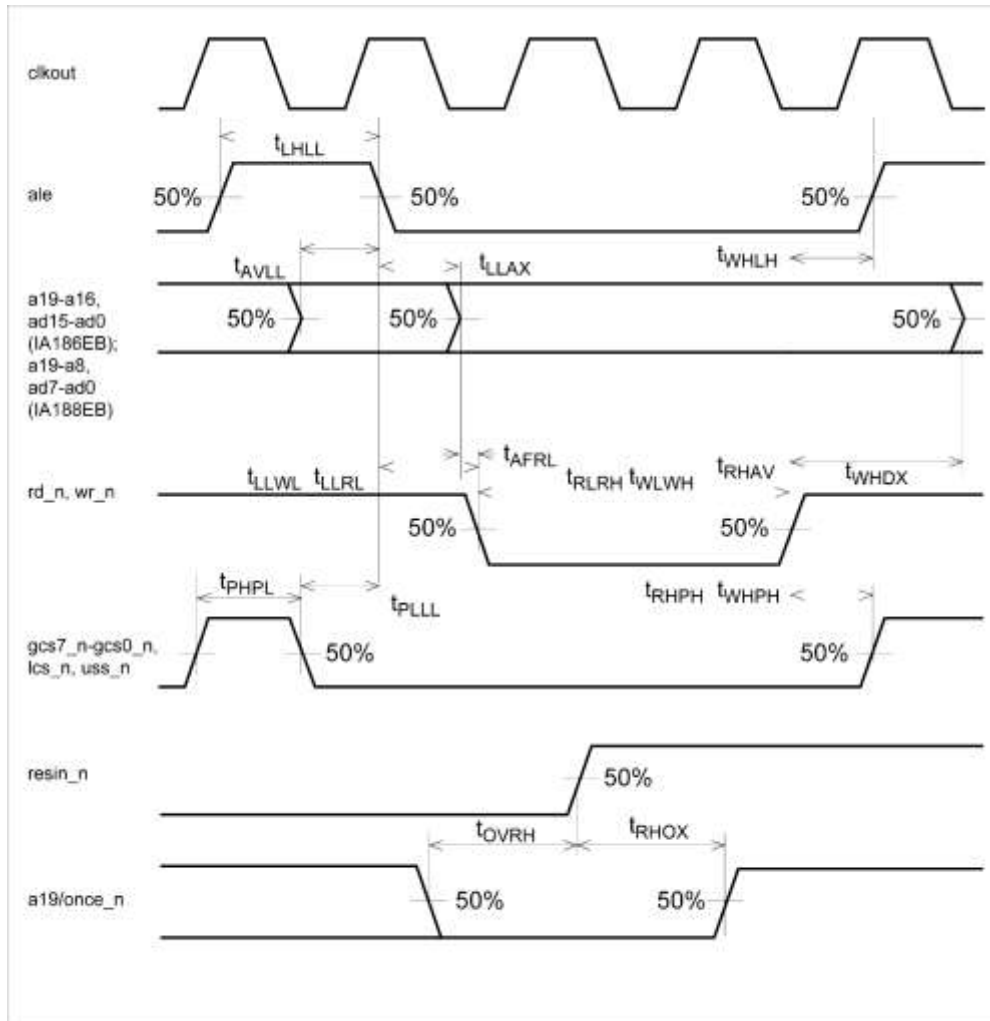 clkout
tLHLL
ale
50%
50%
50%
tAVLL
tLLAX
tWHLH
a19-a16,
ad15-ad0
(IA186EB);
a19-a8,
ad7-ad0
(IA188EB)
50%
50%
50%
tAFRL
tLLWL tLLRL
tRLRH tWLWH
tRHAV
tWHDX
rd_n, wr_n
50%
50%
tPHPL
tPLLL
tRHPH tWHPH
gcs7_n-gcs0_n,
lcs_n, uss_n
50%
50%
resin_n
50%
tOVRH
tRHOX
a19/once_n
50%
50%